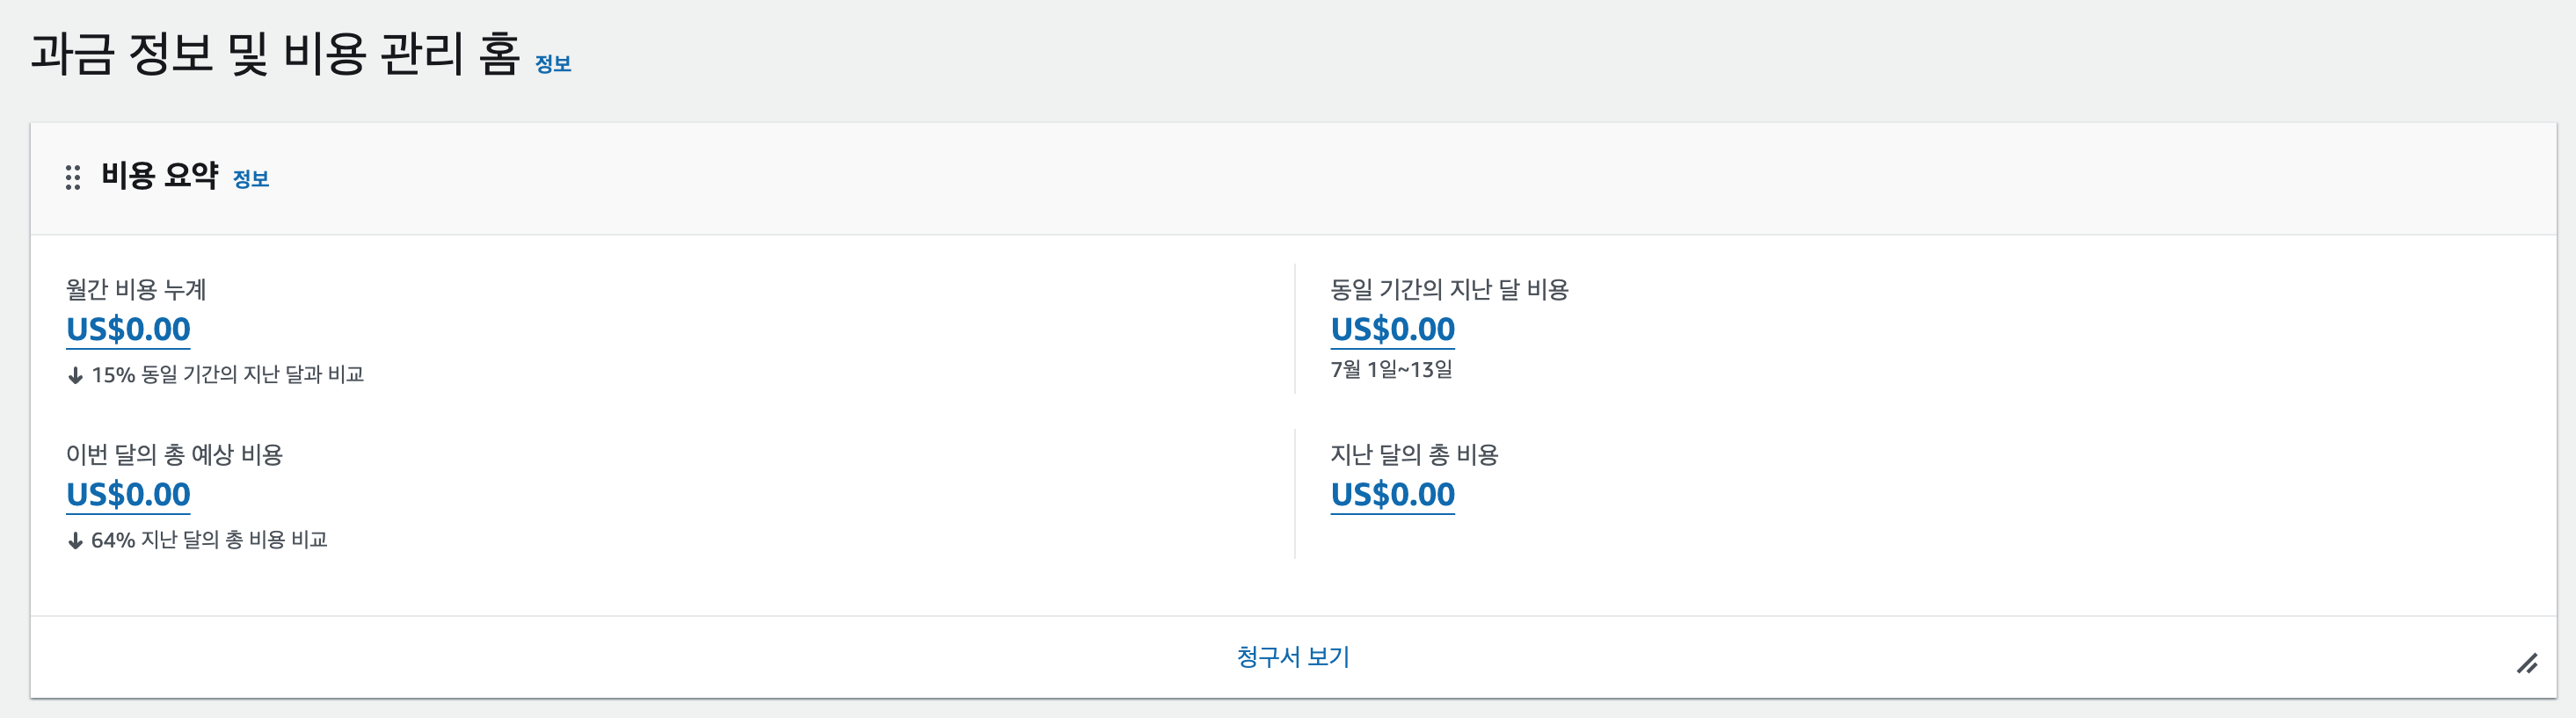 과금 정보 및 비용 관리 홈 정보
비용 요약 정보
월간 비용 누계
US$0.00
↓ 15% 동일 기간의 지난 달과 비교
동일 기간의 지난 달 비용
US$0.00
7월 1일~13일
이번 달의 총 예상 비용
US$0.00
↓ 64% 지난 달의 총 비용 비교
지난 달의 총 비용
US$0.00
청구서 보기